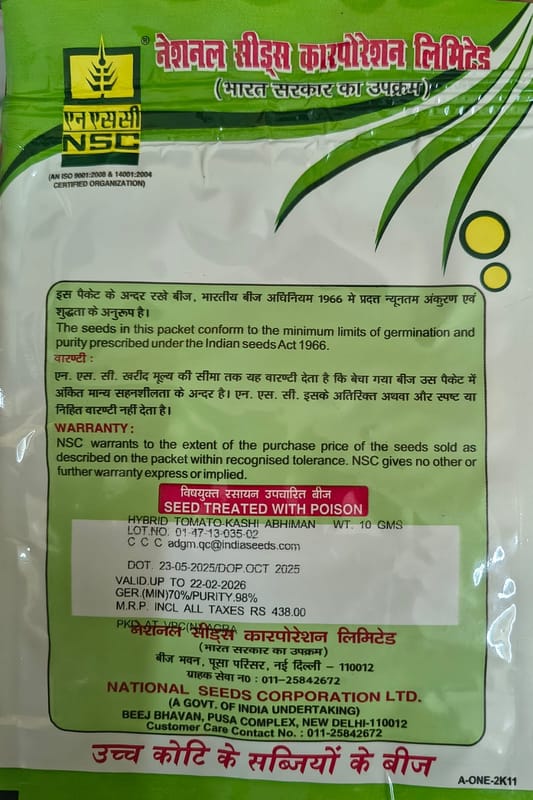 नेशनल सीड्स कारपोरेशन लिमिटेड
®
(भारत सरकार का उपक्रम)
एन एस सी
NSC
(AN ISO 9001:2008 & 14001:2004
CERTIFIED ORGANIZATION)
इस पैकेट के अन्दर रखे बीज, भारतीय बीज अधिनियम 1966 मे प्रदत्त न्यूनतम अंकुरण एवं
शुद्धता के अनुरूप है।
The seeds in this packet conform to the minimum limits of germination and
purity prescribed under the Indian seeds Act 1966.
वारण्टी :
एन. एस. सी. खरीद मूल्य की सीमा तक यह वारण्टी देता है कि बेचा गया बीज उस पैकेट में
अंकित मान्य सहनशीलता के अन्दर है। एन. एस. सी. इसके अतिरिक्त अथवा और स्पष्ट या
निहित वारण्टी नहीं देता है।
WARRANTY :
NSC warrants to the extent of the purchase price of the seeds sold as
described on the packet within recognised tolerance. NSC gives no other or
further warranty express or implied.
विषयुक्त रसायन उपचारित बीज
SEED TREATED WITH POISON
HYBRID TOMATO-KASHI ABHIMAN WT. 10 GMS
LOT.NO. 01-47-13-035-02
C C C adgm.qc@indiaseeds.com
DOT. 23-05-2025/DOP.OCT 2025
VALID.UP TO 22-02-2026
GER.(MIN)70%/PURITY.98%
M.R.P. INCL ALL TAXES RS 438.00
PKD AT VPC(N)AGRA
नेशनल सीड्स कारपोरेशन लिमिटेड
(भारत सरकार का उपक्रम)
बीज भवन, पूसा परिसर, नई दिल्ली - 110012
ग्राहक सेवा न0 : 011-25842672
NATIONAL SEEDS CORPORATION LTD.
(A GOVT. OF INDIA UNDERTAKING)
BEEJ BHAVAN, PUSA COMPLEX, NEW DELHI-110012
Customer Care Contact No. : 011-25842672
उच्च कोटि के सब्जियों के बीज
A-ONE-2K11